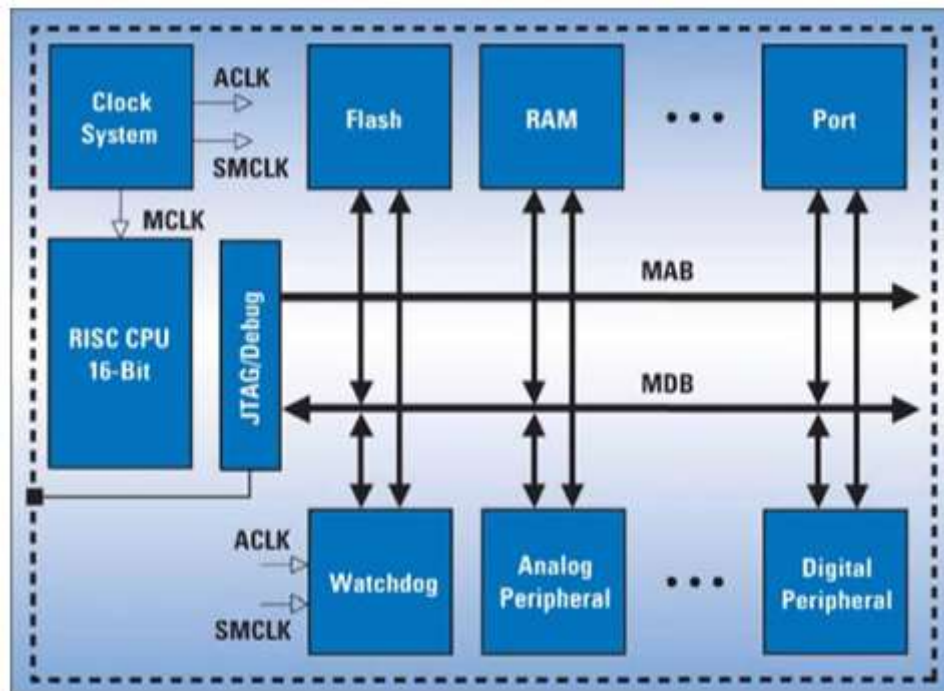 Clock
System
ACLK
SMCLK
Flash
RAM
Port
MCLK
RISC CPU
16-Bit
JTAG/Debug
MAB
MDB
ACLK
SMCLK
Watchdog
Analog
Peripheral
Digital
Peripheral